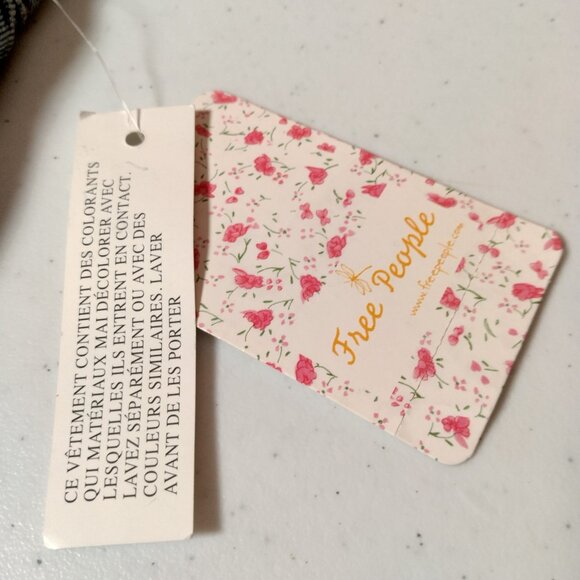 CE VÊTEMENT CONTIENT DES COLORANTS
QUI MATÉRIAUX MAI DÉCOLORER AVEC
LESQUELLES ILS ENTRENT EN CONTACT.
LAVEZ SÉPARÉMENT OU AVEC DES
COULEURS SIMILAIRES. LAVER
AVANT DE LES PORTER
Free People
www.freepeople.com